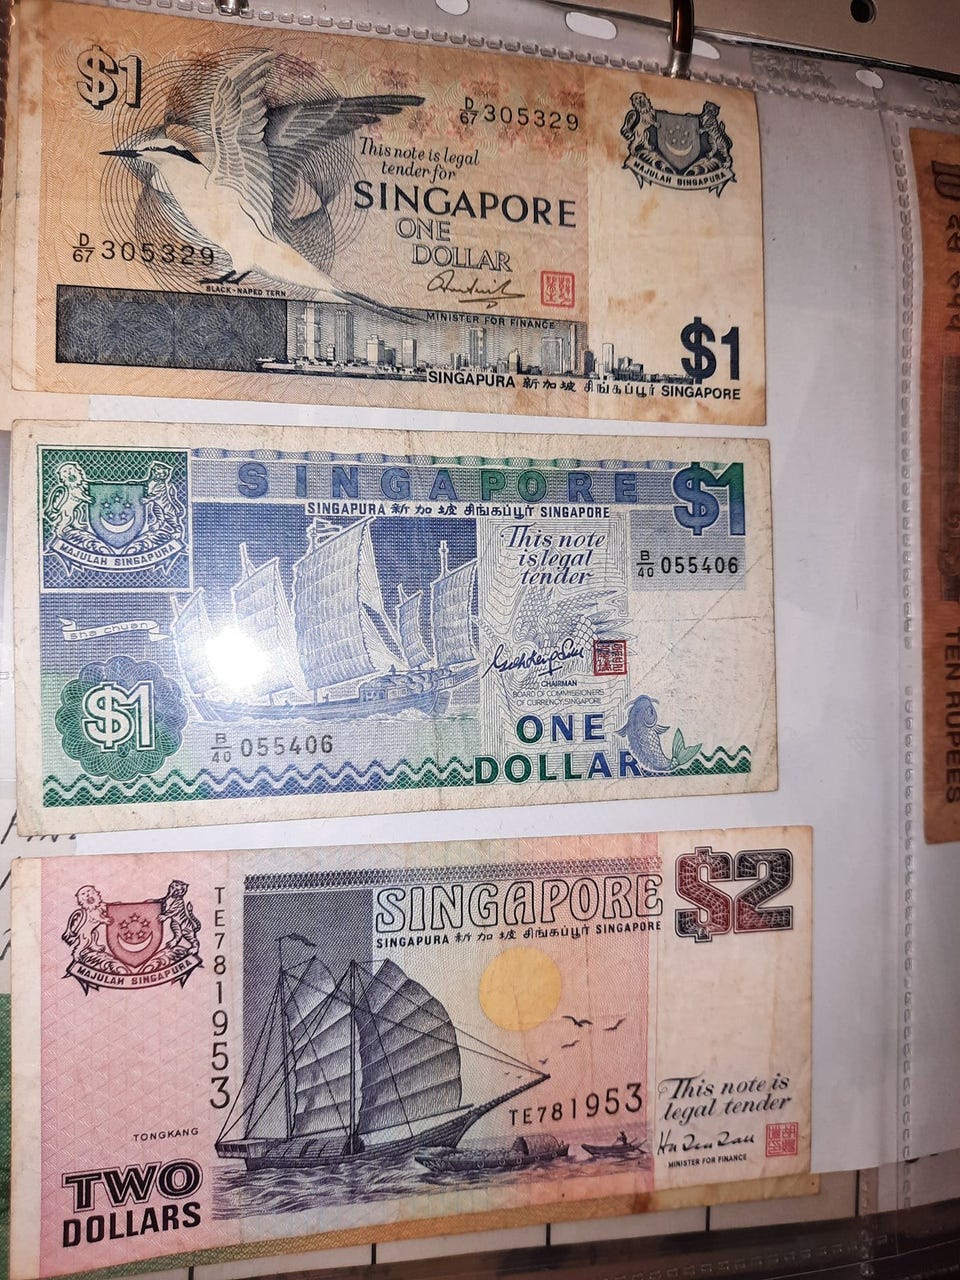 $1
D/67 305329
This note is legal
tender for
SINGAPORE
ONE
DOLLAR
MAJULAH SINGAPURA
D/67 305329
BLACK-NAPED TERN
MINISTER FOR FINANCE
$1
SINGAPURA 新加坡 சிங்கப்பூர் SINGAPORE
SINGAPORE
$1
SINGAPURA 新加坡 சிங்கப்பூர் SINGAPORE
MAJULAH SINGAPURA
This note
is legal
tender
B/40 055406
sha chuan
CHAIRMAN
BOARD OF COMMISSIONERS
OF CURRENCY, SINGAPORE
$1
B/40 055406
ONE
DOLLAR
SINGAPORE
$2
SINGAPURA 新加坡 சிங்கப்பூர் SINGAPORE
MAJULAH SINGAPURA
TE781953
TE781953
This note is
legal tender
MINISTER FOR FINANCE
TONGKANG
TWO
DOLLARS
TEN RUPEES